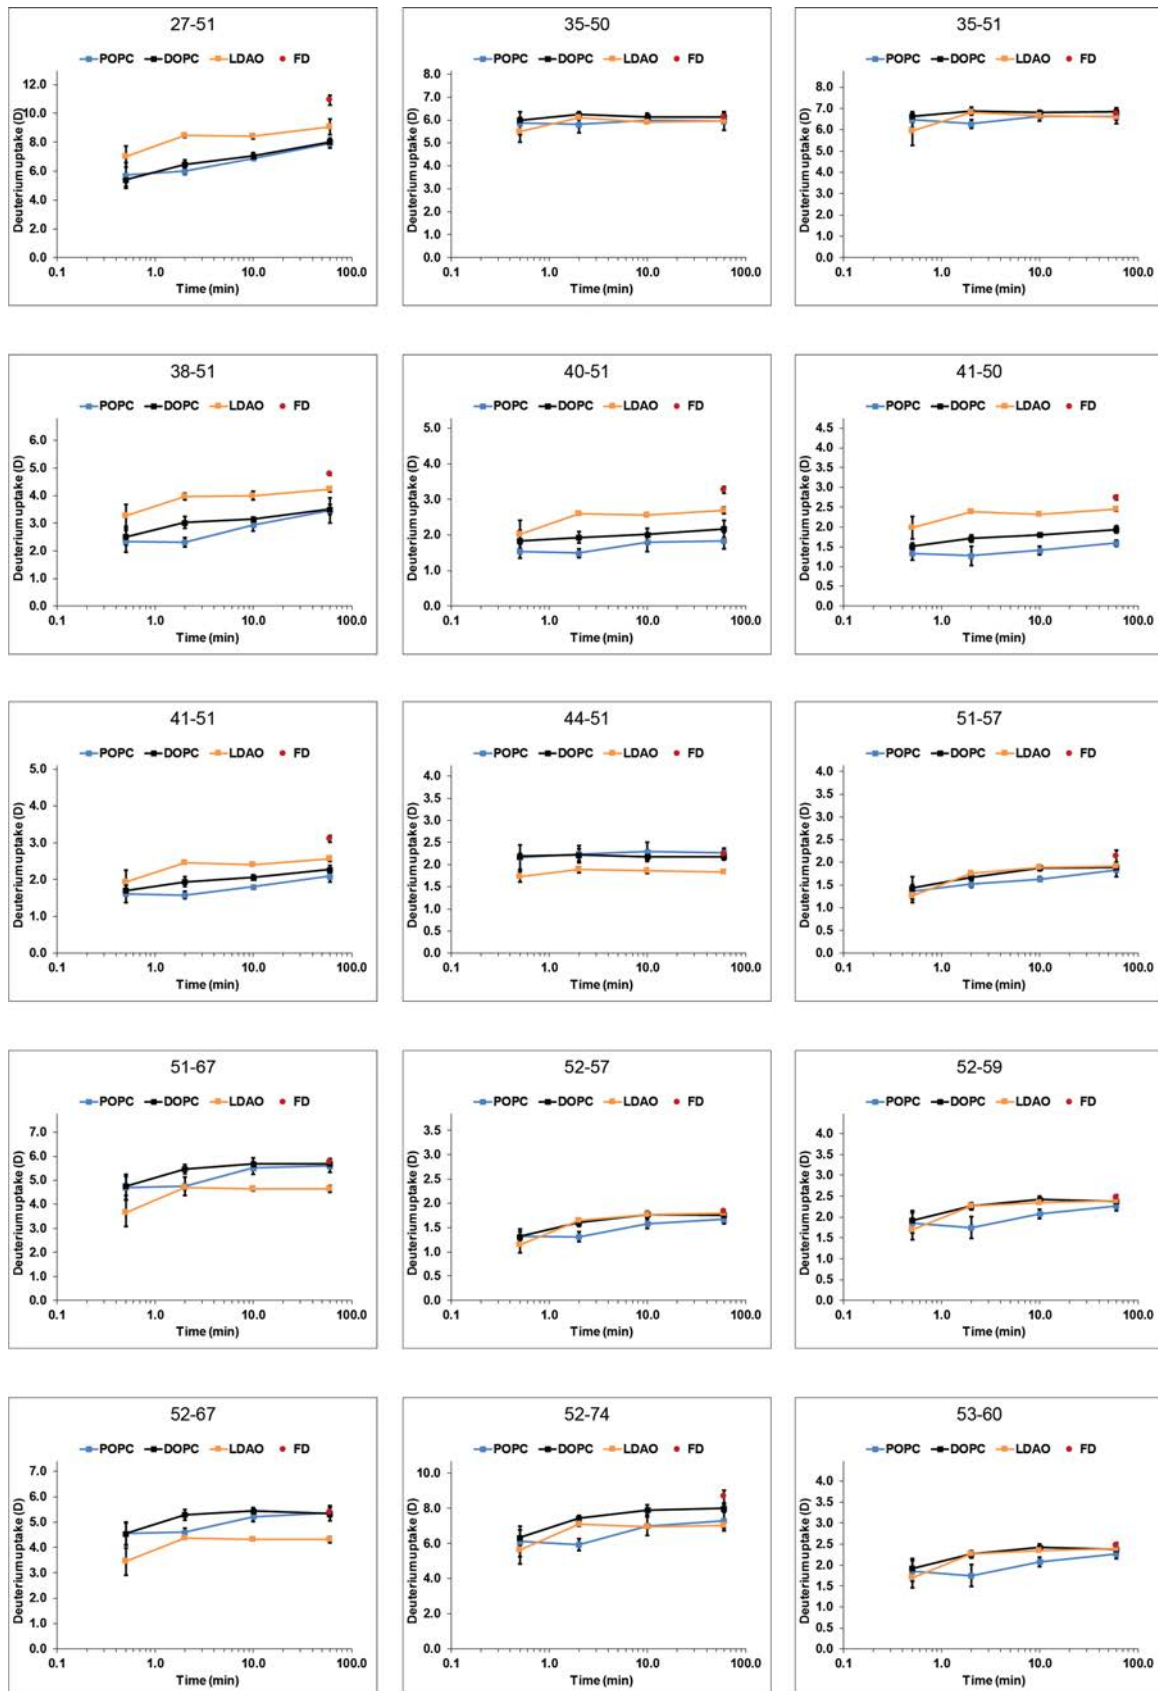 27-51
POPC DOPC LDAO FD
Deuterium uptake (D)
12.0
10.0
8.0
6.0
4.0
2.0
0.0
0.1 1.0 10.0 100.0
Time (min)
35-50
POPC DOPC LDAO FD
Deuterium uptake (D)
8.0
7.0
6.0
5.0
4.0
3.0
2.0
1.0
0.0
0.1 1.0 10.0 100.0
Time (min)
35-51
POPC DOPC LDAO FD
Deuterium uptake (D)
8.0
7.0
6.0
5.0
4.0
3.0
2.0
1.0
0.0
0.1 1.0 10.0 100.0
Time (min)
38-51
POPC DOPC LDAO FD
Deuterium uptake (D)
6.0
5.0
4.0
3.0
2.0
1.0
0.0
0.1 1.0 10.0 100.0
Time (min)
40-51
POPC DOPC LDAO FD
Deuterium uptake (D)
5.0
4.0
3.0
2.0
1.0
0.0
0.1 1.0 10.0 100.0
Time (min)
41-50
POPC DOPC LDAO FD
Deuterium uptake (D)
4.5
4.0
3.5
3.0
2.5
2.0
1.5
1.0
0.5
0.0
0.1 1.0 10.0 100.0
Time (min)
41-51
POPC DOPC LDAO FD
Deuterium uptake (D)
5.0
4.0
3.0
2.0
1.0
0.0
0.1 1.0 10.0 100.0
Time (min)
44-51
POPC DOPC LDAO FD
Deuterium uptake (D)
4.0
3.5
3.0
2.5
2.0
1.5
1.0
0.5
0.0
0.1 1.0 10.0 100.0
Time (min)
51-57
POPC DOPC LDAO FD
Deuterium uptake (D)
4.0
3.5
3.0
2.5
2.0
1.5
1.0
0.5
0.0
0.1 1.0 10.0 100.0
Time (min)
51-67
POPC DOPC LDAO FD
Deuterium uptake (D)
7.0
6.0
5.0
4.0
3.0
2.0
1.0
0.0
0.1 1.0 10.0 100.0
Time (min)
52-57
POPC DOPC LDAO FD
Deuterium uptake (D)
3.5
3.0
2.5
2.0
1.5
1.0
0.5
0.0
0.1 1.0 10.0 100.0
Time (min)
52-59
POPC DOPC LDAO FD
Deuterium uptake (D)
4.0
3.5
3.0
2.5
2.0
1.5
1.0
0.5
0.0
0.1 1.0 10.0 100.0
Time (min)
52-67
POPC DOPC LDAO FD
Deuterium uptake (D)
7.0
6.0
5.0
4.0
3.0
2.0
1.0
0.0
0.1 1.0 10.0 100.0
Time (min)
52-74
POPC DOPC LDAO FD
Deuterium uptake (D)
10.0
8.0
6.0
4.0
2.0
0.0
0.1 1.0 10.0 100.0
Time (min)
53-60
POPC DOPC LDAO FD
Deuterium uptake (D)
4.0
3.5
3.0
2.5
2.0
1.5
1.0
0.5
0.0
0.1 1.0 10.0 100.0
Time (min)